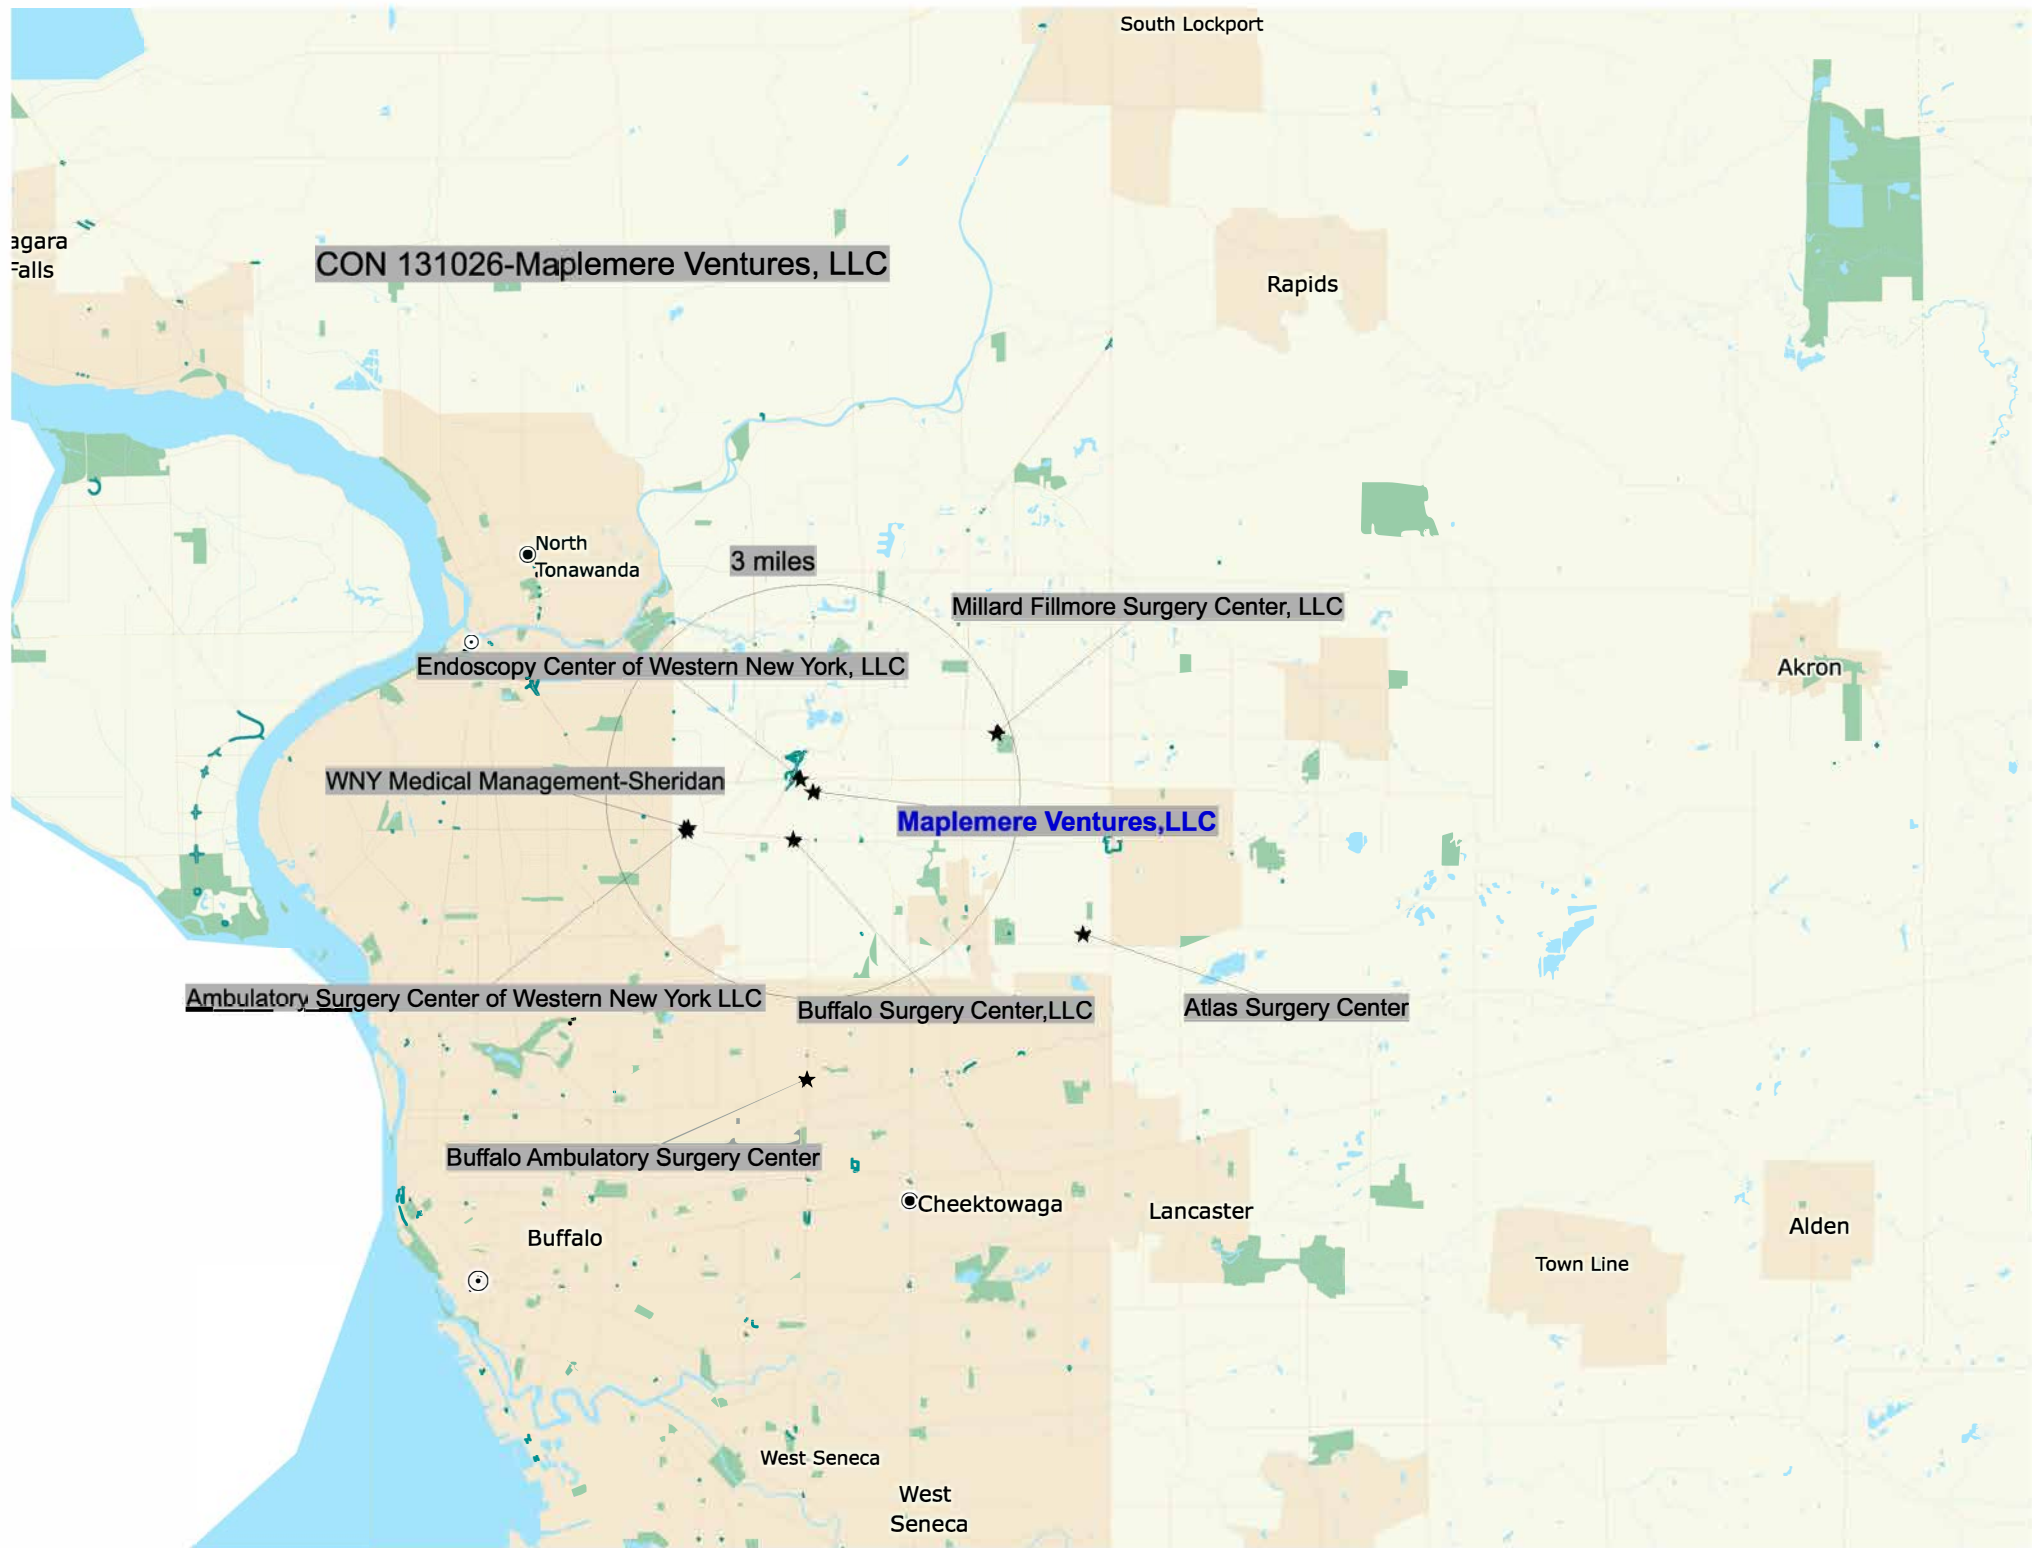 South Lockport
agara
Falls
CON 131026-Maplemere Ventures, LLC
Rapids
North
Tonawanda
3 miles
Millard Fillmore Surgery Center, LLC
Endoscopy Center of Western New York, LLC
Akron
WNY Medical Management-Sheridan
Maplemere Ventures,LLC
Ambulatory Surgery Center of Western New York LLC
Buffalo Surgery Center,LLC
Atlas Surgery Center
Buffalo Ambulatory Surgery Center
Cheektowaga
Lancaster
Alden
Buffalo
Town Line
West Seneca
West
Seneca